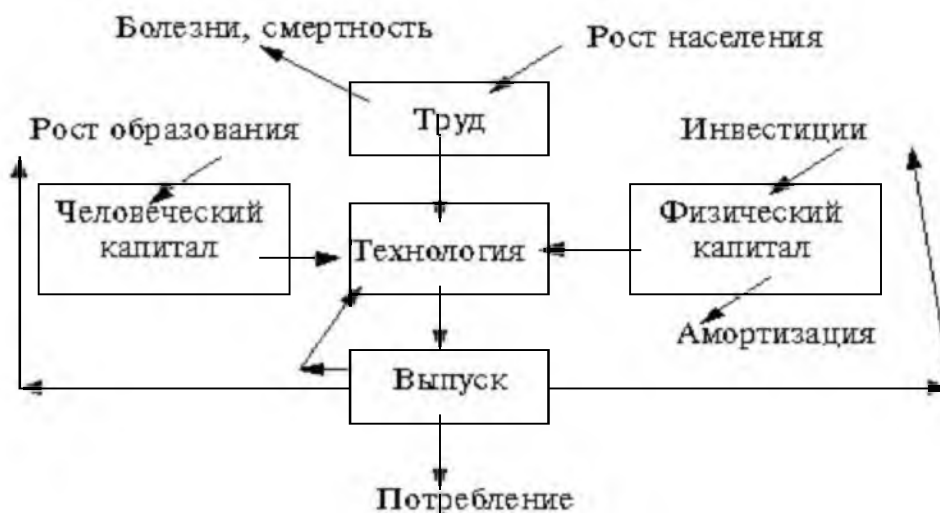 Болезни, смертность
Рост населения
Труд
Рост образования
Инвестиции
Человеческий
капитал
Технология
Физический
капитал
Амортизация
Выпуск
Потребление